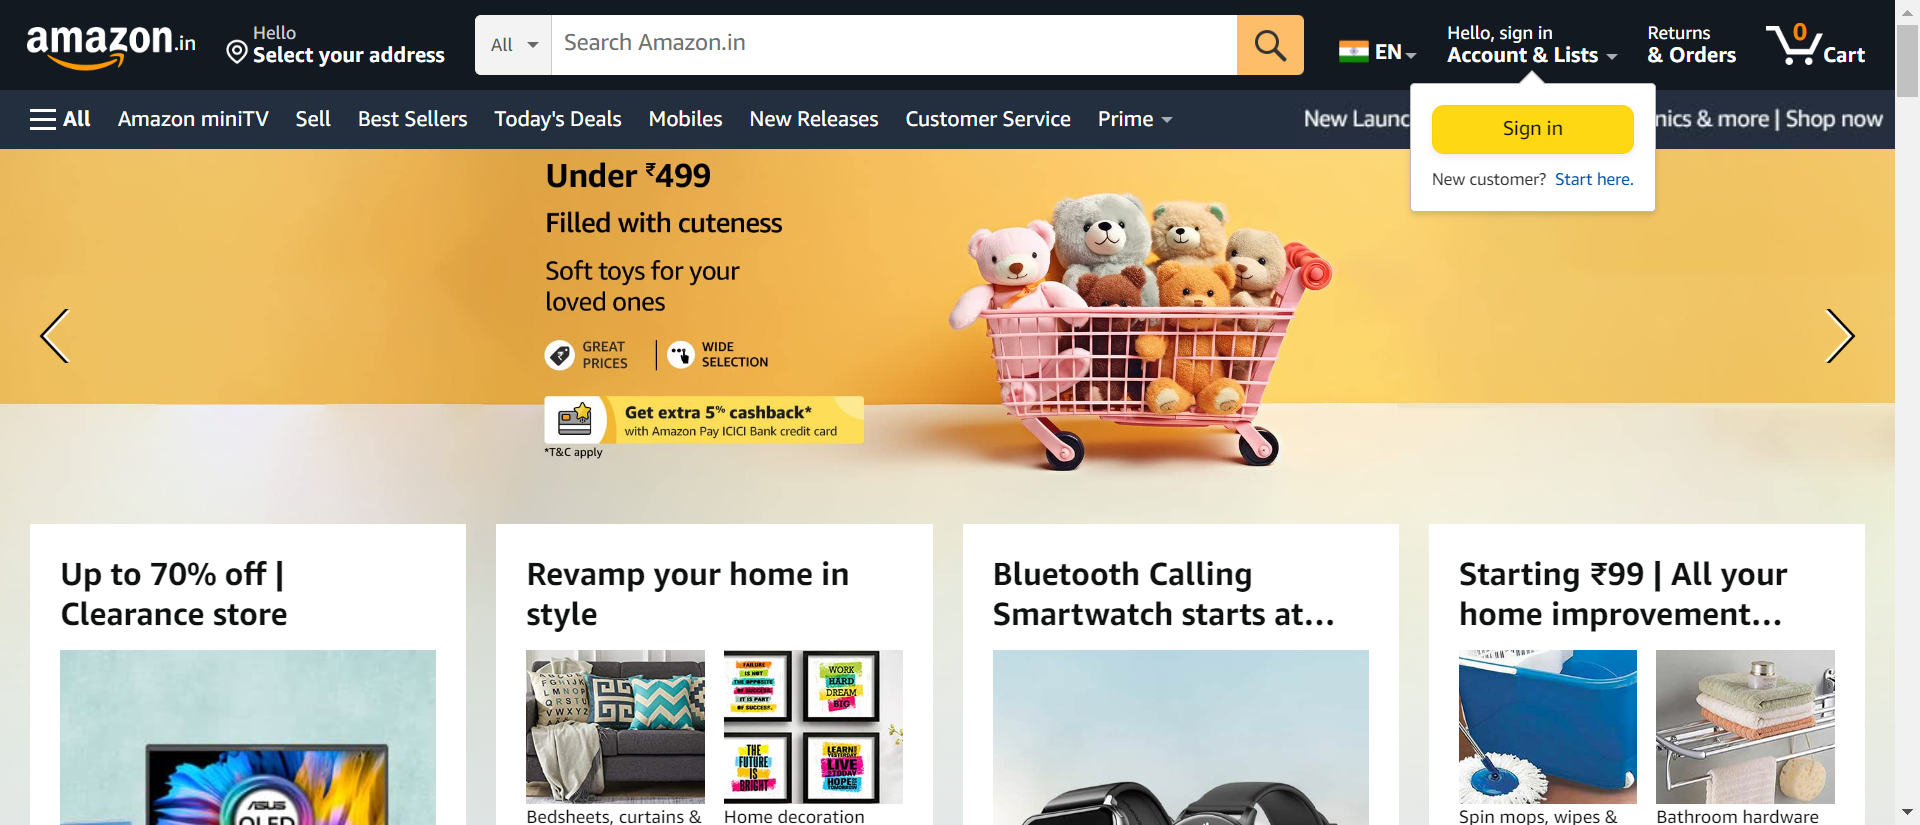 amazon.in
Hello
Select your address
All
Search Amazon.in
EN
Hello, sign in
Account & Lists
Returns
& Orders
0
Cart
All
Amazon miniTV
Sell
Best Sellers
Today's Deals
Mobiles
New Releases
Customer Service
Prime
New Launc
nics & more | Shop now
Sign in
New customer? Start here.
Under ₹499
Filled with cuteness
Soft toys for your
loved ones
GREAT
PRICES
WIDE
SELECTION
Get extra 5% cashback*
with Amazon Pay ICICI Bank credit card
*T&C apply
Up to 70% off |
Clearance store
ASUS
OLED
Revamp your home in
style
ABCDE
FGHIJK
LMNOP
QRSTU
VWXYZ
FAILURE
IS NOT
THE OPPOSITE
OF SUCCESS
IT IS PART
OF SUCCESS.
WORK
HARD
DREAM
BIG
THE
FUTURE
IS
BRIGHT
LEARN FROM
YESTERDAY
LIVE FOR
TODAY
HOPE FOR
TOMORROW
Bedsheets, curtains &
Home decoration
Bluetooth Calling
Smartwatch starts at...
Starting ₹99 | All your
home improvement...
Spin mops, wipes &
Bathroom hardware